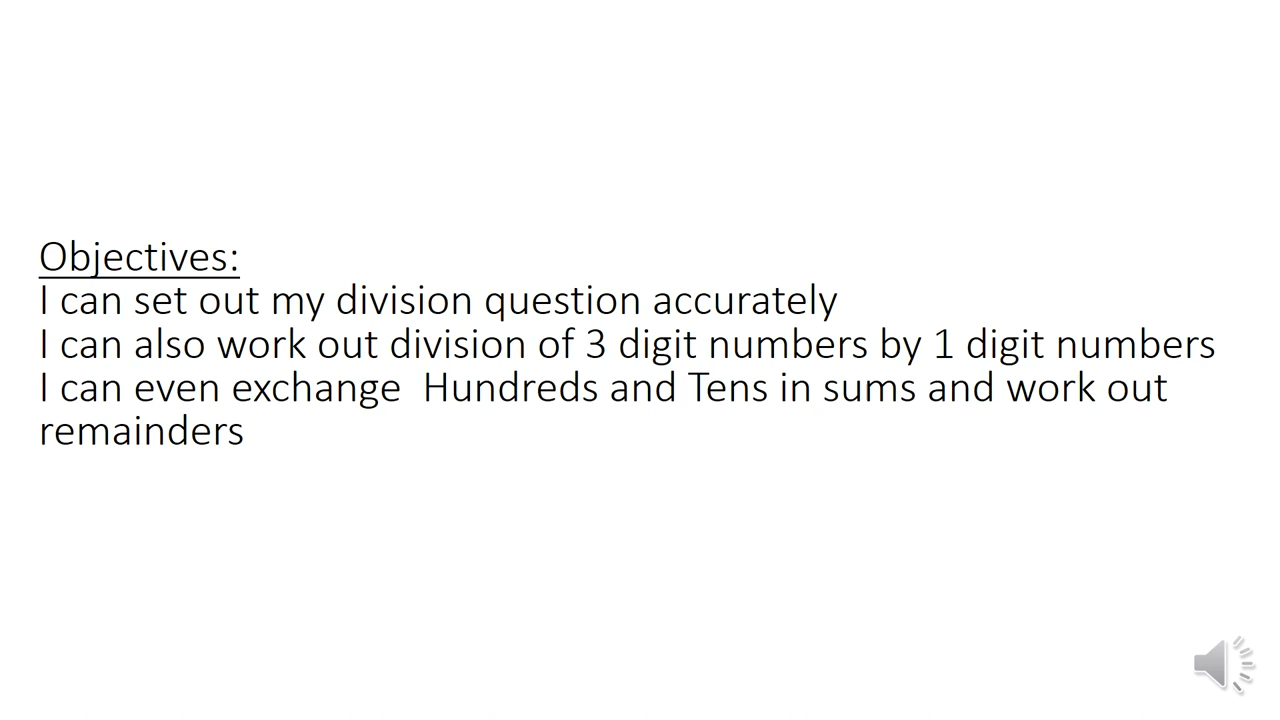 Objectives:
I can set out my division question accurately
I can also work out division of 3 digit numbers by 1 digit numbers
I can even exchange  Hundreds and Tens in sums and work out
remainders